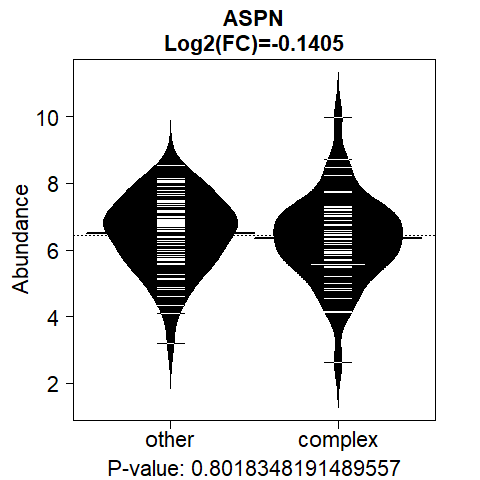 ASPN
Log2(FC)=-0.1405
Abundance
10
8
6
4
2
other
complex
P-value: 0.8018348191489557